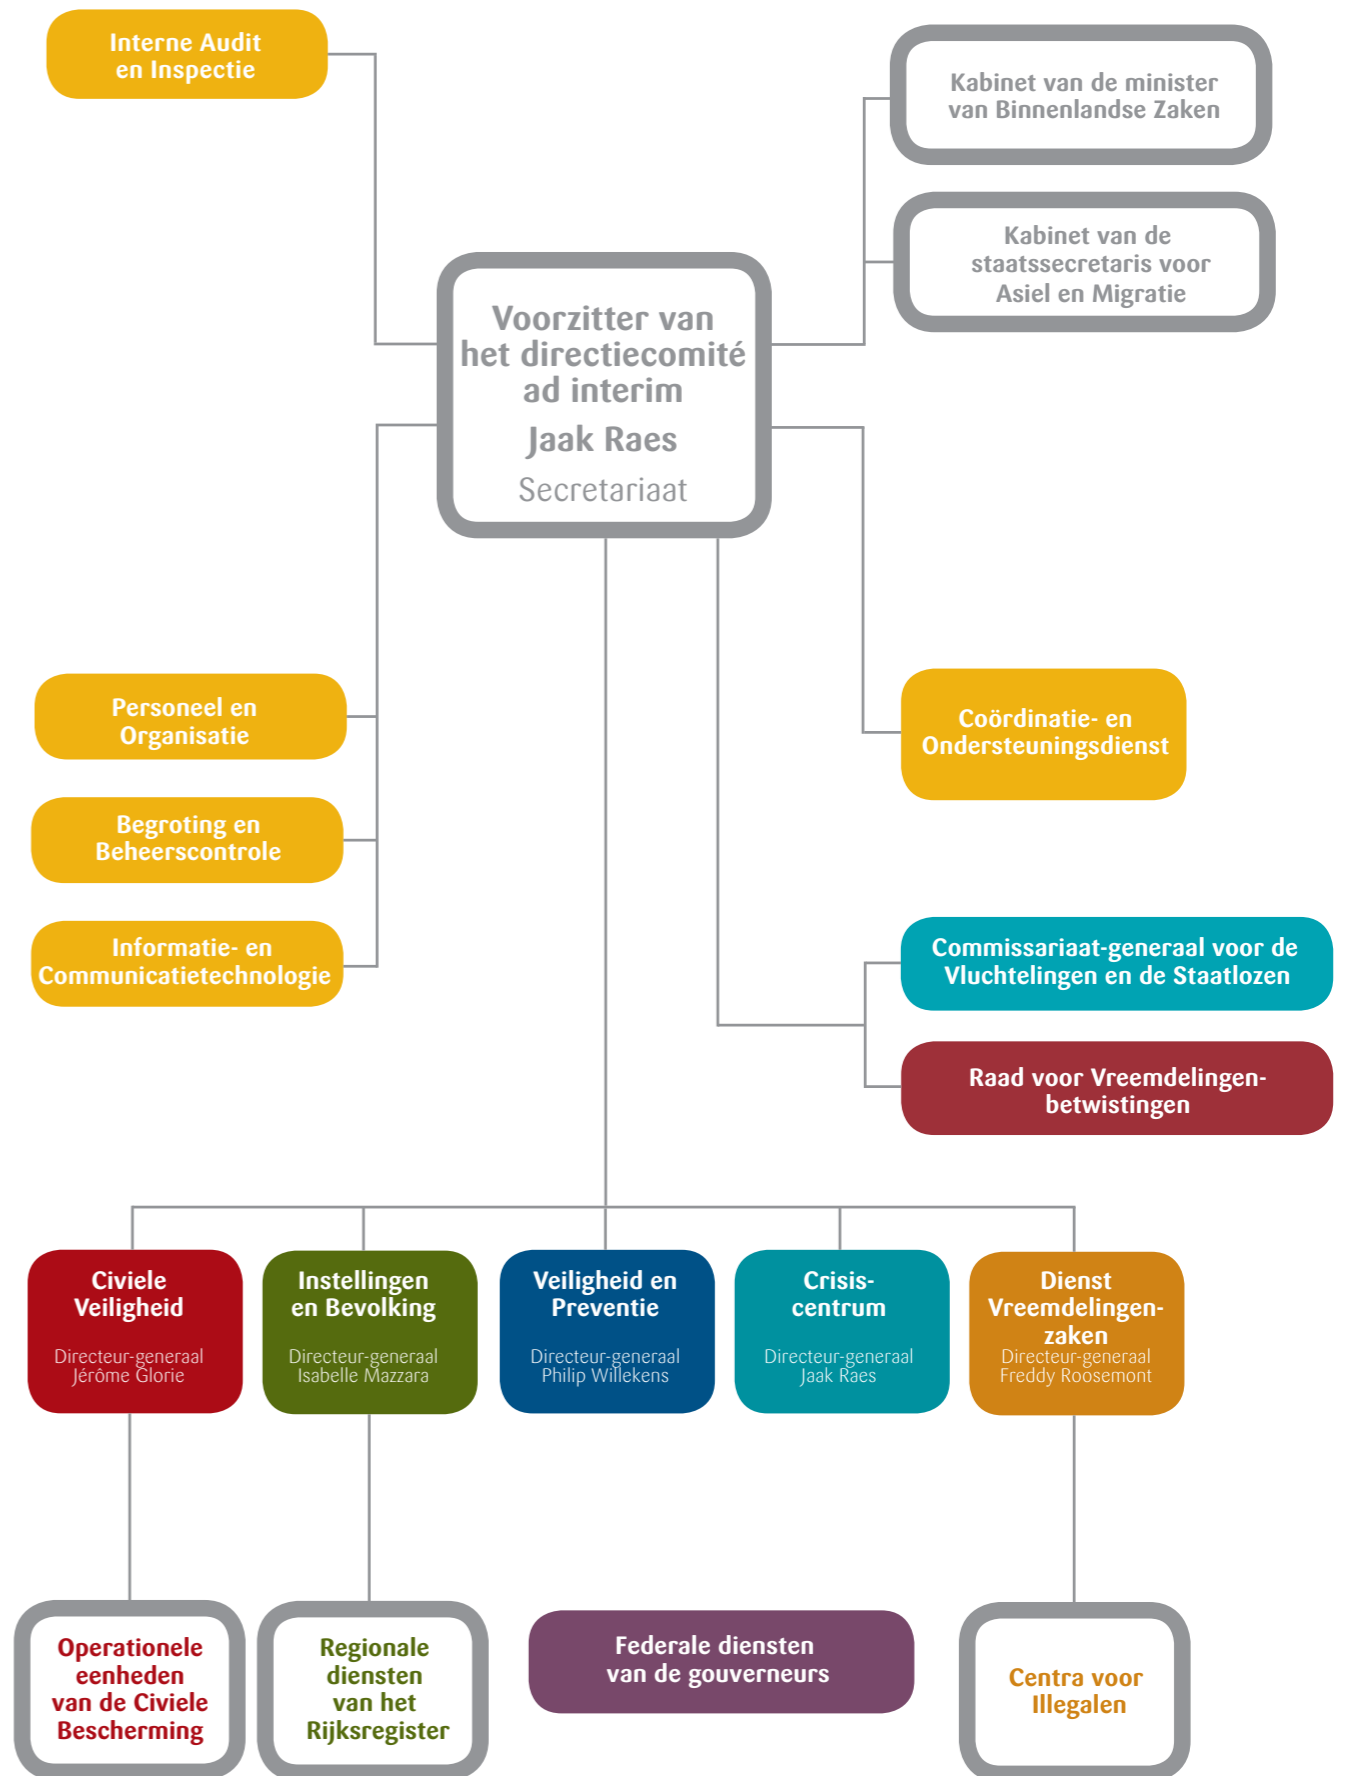 Interne Audit
en Inspectie
Kabinet van de minister
van Binnenlandse Zaken
Kabinet van de
staatssecretaris voor
Asiel en Migratie
Voorzitter van
het directiecomité
ad interim
Jaak Raes
Secretariaat
Personeel en
Organisatie
Coördinatie- en
Ondersteuningsdienst
Begroting en
Beheerscontrole
Informatie- en
Communicatietechnologie
Commissariaat-generaal voor de
Vluchtelingen en de Staatlozen
Raad voor Vreemdelingen-
betwistingen
Civiele
Veiligheid
Directeur-generaal
Jérôme Glorie
Instellingen
en Bevolking
Directeur-generaal
Isabelle Mazzara
Veiligheid en
Preventie
Directeur-generaal
Philip Willekens
Crisis-
centrum
Directeur-generaal
Jaak Raes
Dienst
Vreemdelingen-
zaken
Directeur-generaal
Freddy Roosemont
Operationele
eenheden
van de Civiele
Bescherming
Regionale
diensten
van het
Rijksregister
Federale diensten
van de gouverneurs
Centra voor
Illegalen